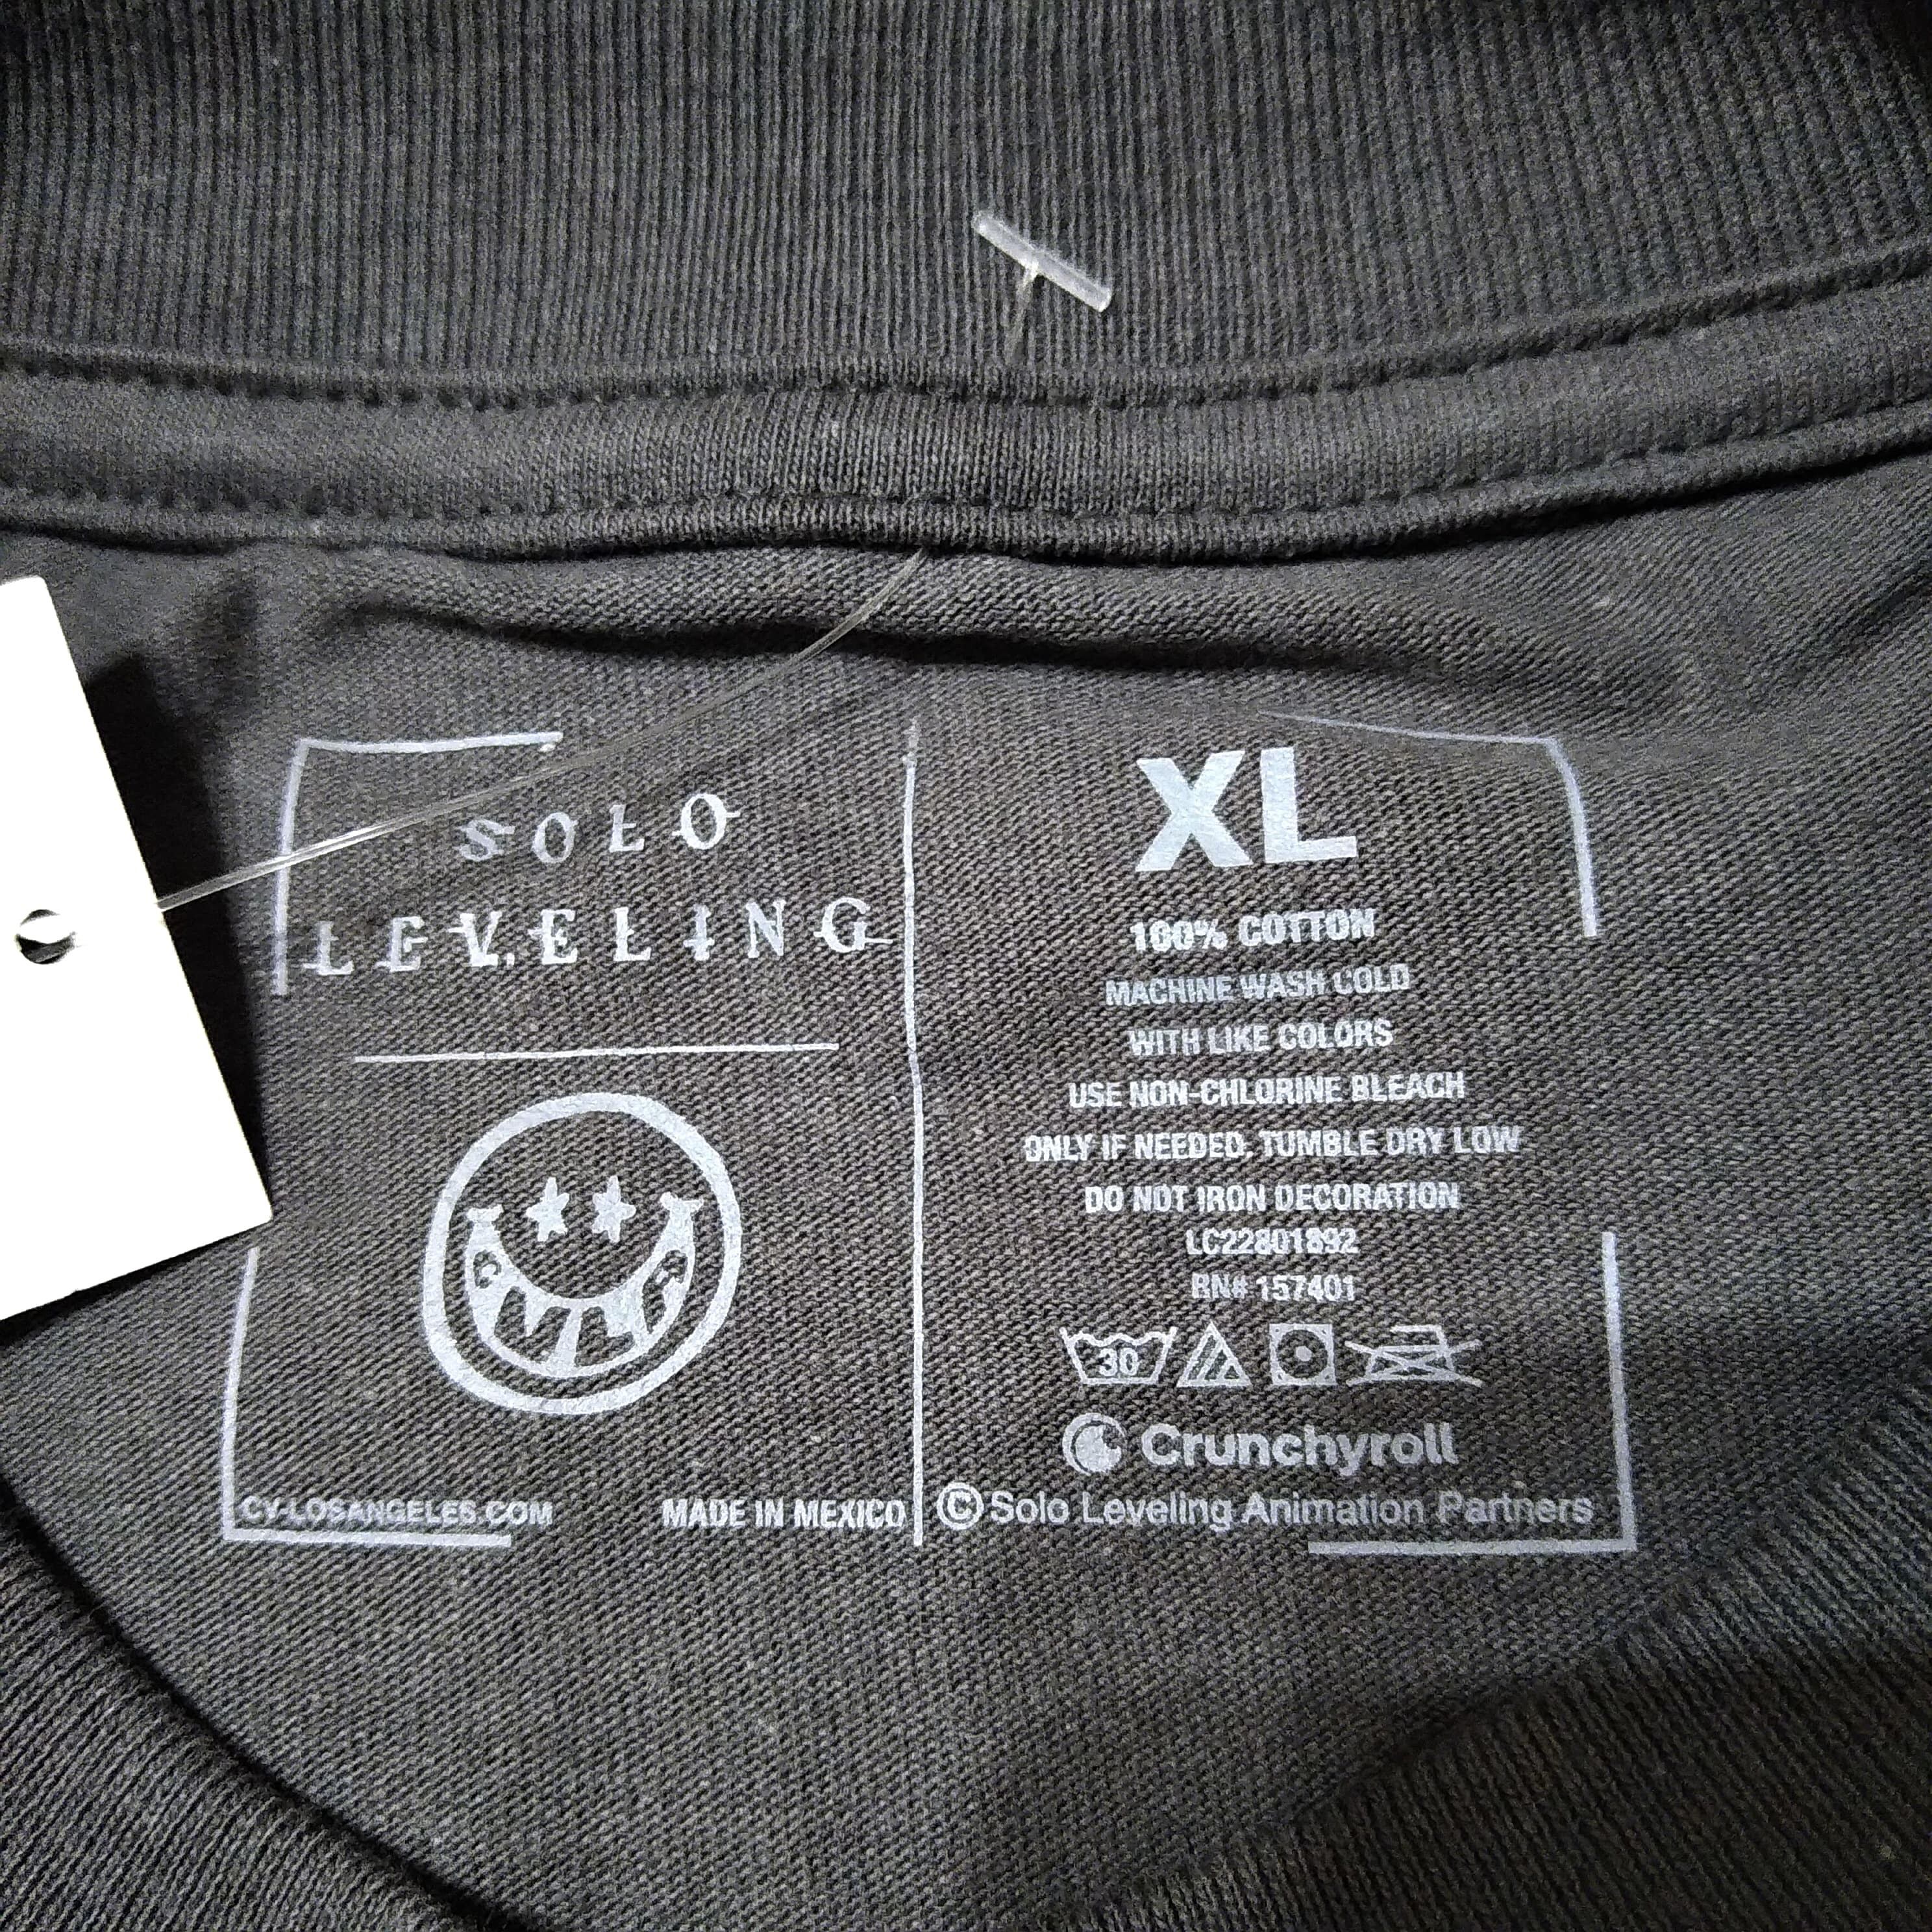 SOLO
LEVELING
CIVIL
CV-LOSANGELES.COM
MADE IN MEXICO
XL
100% COTTON
MACHINE WASH COLD
WITH LIKE COLORS
USE NON-CHLORINE BLEACH
ONLY IF NEEDED. TUMBLE DRY LOW
DO NOT IRON DECORATION
LC22801892
RN# 157401
30
Crunchyroll
© Solo Leveling Animation Partners